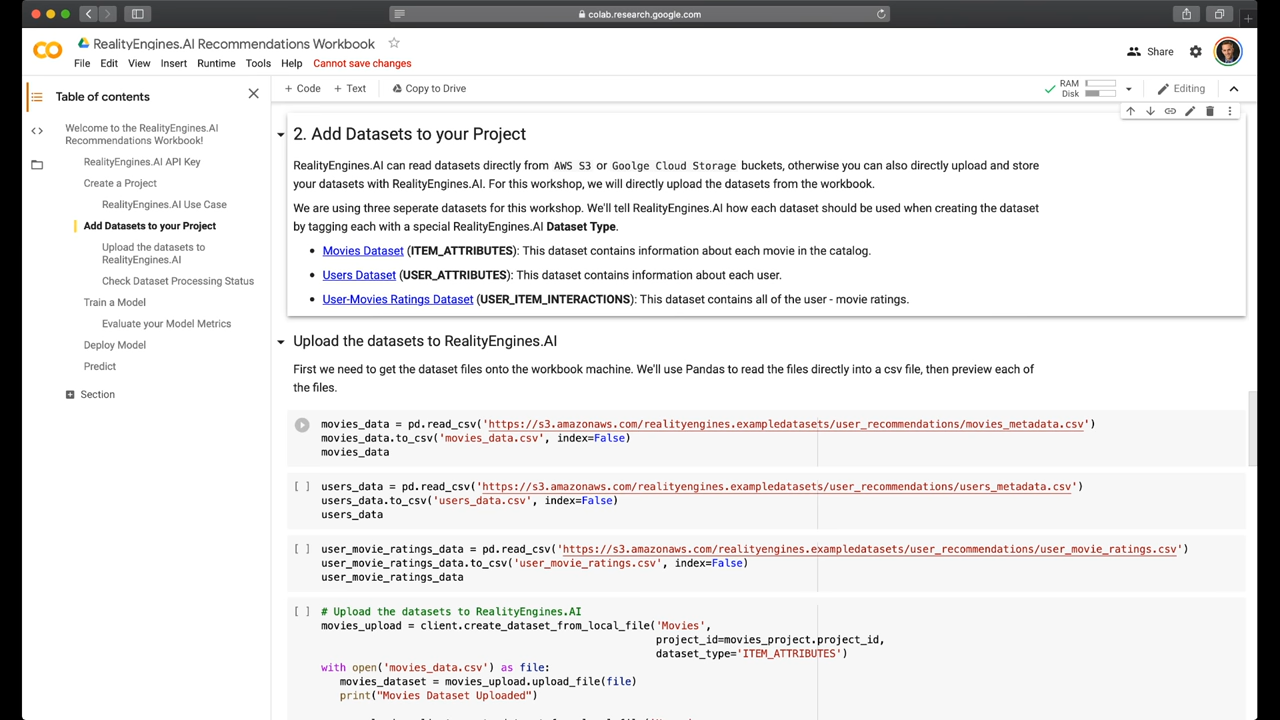 colab.research.google.com
RealityEngines.AI Recommendations Workbook
File Edit View Insert Runtime Tools Help Cannot save changes
Share
Table of contents
+ Code + Text Copy to Drive
RAM
Disk
Editing
Welcome to the RealityEngines.AI
Recommendations Workbook!
RealityEngines.AI API Key
Create a Project
RealityEngines.AI Use Case
Add Datasets to your Project
Upload the datasets to
RealityEngines.AI
Check Dataset Processing Status
Train a Model
Evaluate your Model Metrics
Deploy Model
Predict
Section
2. Add Datasets to your Project
RealityEngines.AI can read datasets directly from AWS S3 or Goolge Cloud Storage buckets, otherwise you can also directly upload and store
your datasets with RealityEngines.AI. For this workshop, we will directly upload the datasets from the workbook.
We are using three seperate datasets for this workshop. We'll tell RealityEngines.AI how each dataset should be used when creating the dataset
by tagging each with a special RealityEngines.AI Dataset Type.
• Movies Dataset (ITEM_ATTRIBUTES): This dataset contains information about each movie in the catalog.
• Users Dataset (USER_ATTRIBUTES): This dataset contains information about each user.
• User-Movies Ratings Dataset (USER_ITEM_INTERACTIONS): This dataset contains all of the user - movie ratings.
Upload the datasets to RealityEngines.AI
First we need to get the dataset files onto the workbook machine. We'll use Pandas to read the files directly into a csv file, then preview each of
the files.
movies_data = pd.read_csv('https://s3.amazonaws.com/realityengines.exampledatasets/user_recommendations/movies_metadata.csv')
movies_data.to_csv('movies_data.csv', index=False)
movies_data
[ ] users_data = pd.read_csv('https://s3.amazonaws.com/realityengines.exampledatasets/user_recommendations/users_metadata.csv')
users_data.to_csv('users_data.csv', index=False)
users_data
[ ] user_movie_ratings_data = pd.read_csv('https://s3.amazonaws.com/realityengines.exampledatasets/user_recommendations/user_movie_ratings.csv')
user_movie_ratings_data.to_csv('user_movie_ratings.csv', index=False)
user_movie_ratings_data
[ ] # Upload the datasets to RealityEngines.AI
movies_upload = client.create_dataset_from_local_file('Movies',
project_id=movies_project.project_id,
dataset_type='ITEM_ATTRIBUTES')
with open('movies_data.csv') as file:
movies_dataset = movies_upload.upload_file(file)
print("Movies Dataset Uploaded")